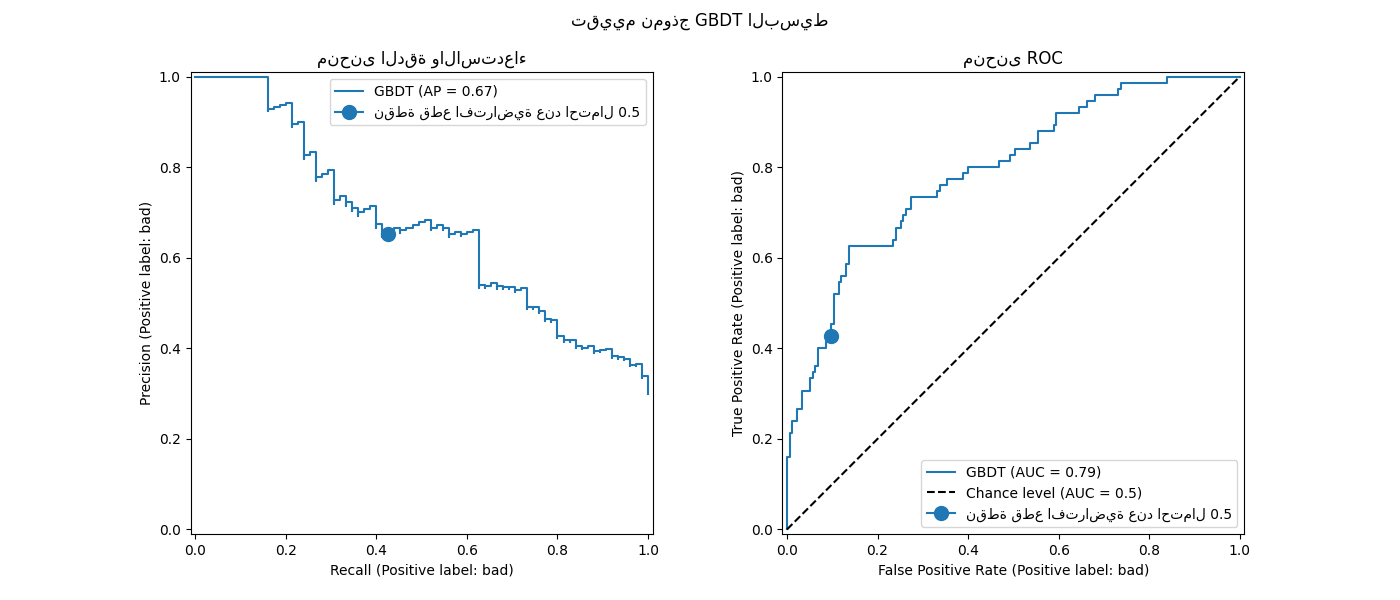 تقييم نموذج GBDT البسيط
منحنى الدقة والاستدعاء
GBDT (AP = 0.67)
نقطة قطع افتراضية عند احتمال 0.5
Precision (Positive label: bad)
1.0
0.8
0.6
0.4
0.2
0.0
0.0 0.2 0.4 0.6 0.8 1.0
Recall (Positive label: bad)
منحنى ROC
True Positive Rate (Positive label: bad)
1.0
0.8
0.6
0.4
0.2
0.0
GBDT (AUC = 0.79)
Chance level (AUC = 0.5)
نقطة قطع افتراضية عند احتمال 0.5
0.0 0.2 0.4 0.6 0.8 1.0
False Positive Rate (Positive label: bad)